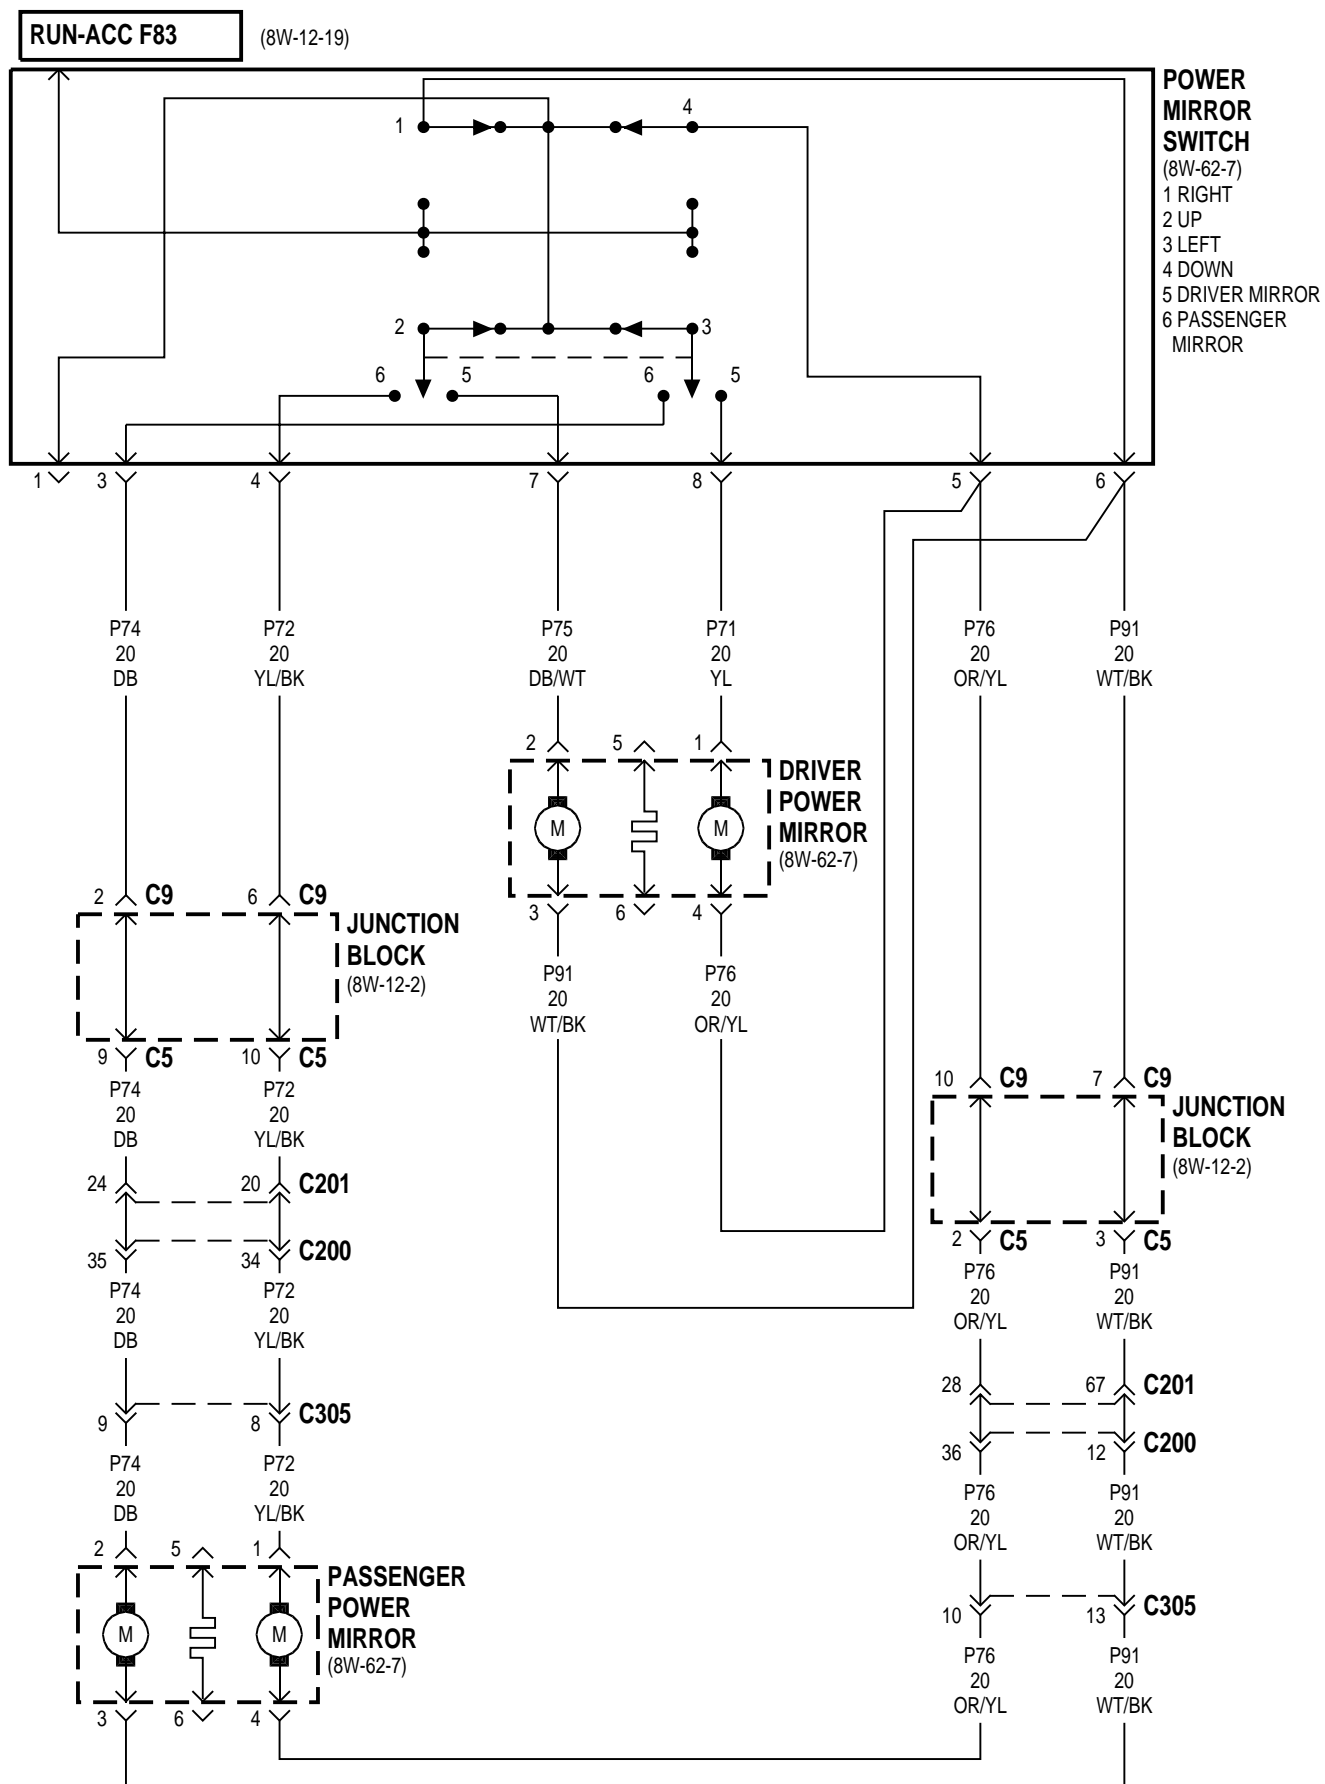 RUN-ACC F83 (8W-12-19)
POWER
MIRROR
SWITCH
(8W-62-7)
1 RIGHT
2 UP
3 LEFT
4 DOWN
5 DRIVER MIRROR
6 PASSENGER
MIRROR
1 4
2 3
6 5 6 5
1 3 4 7 8 5 6
P74 P72 P75 P71 P76 P91
20 20 20 20 20 20
DB YL/BK DB/WT YL OR/YL WT/BK
2 5 1
DRIVER
POWER
MIRROR
(8W-62-7)
M M
3 6 4
P91 P76
20 20
WT/BK OR/YL
2 C9 6 C9
JUNCTION
BLOCK
(8W-12-2)
9 C5 10 C5
P74 P72
20 20
DB YL/BK
24 20 C201
35 34 C200
P74 P72
20 20
DB YL/BK
9 8 C305
P74 P72
20 20
DB YL/BK
2 5 1
PASSENGER
POWER
MIRROR
(8W-62-7)
M M
3 6 4
10 C9 7 C9
JUNCTION
BLOCK
(8W-12-2)
2 C5 3 C5
P76 P91
20 20
OR/YL WT/BK
28 67 C201
36 12 C200
P76 P91
20 20
OR/YL WT/BK
10 13 C305
P76 P91
20 20
OR/YL WT/BK